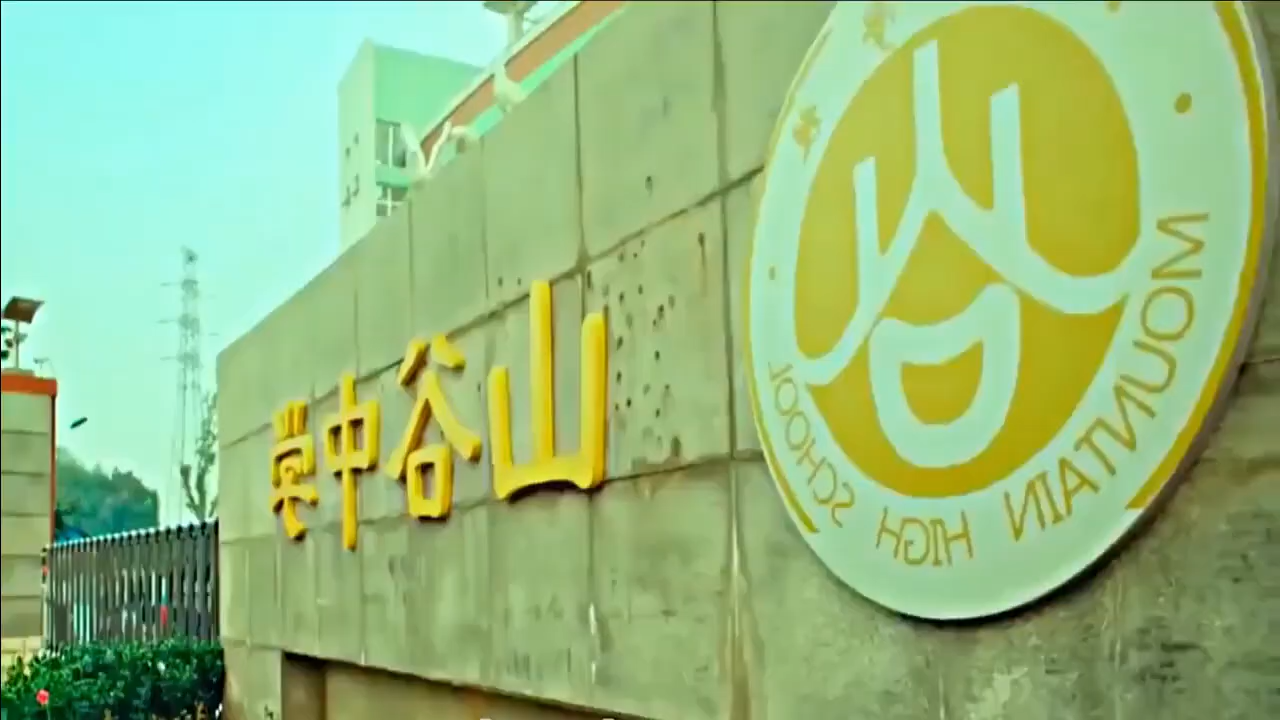 山谷中学
MOUNTAIN HIGH SCHOOL